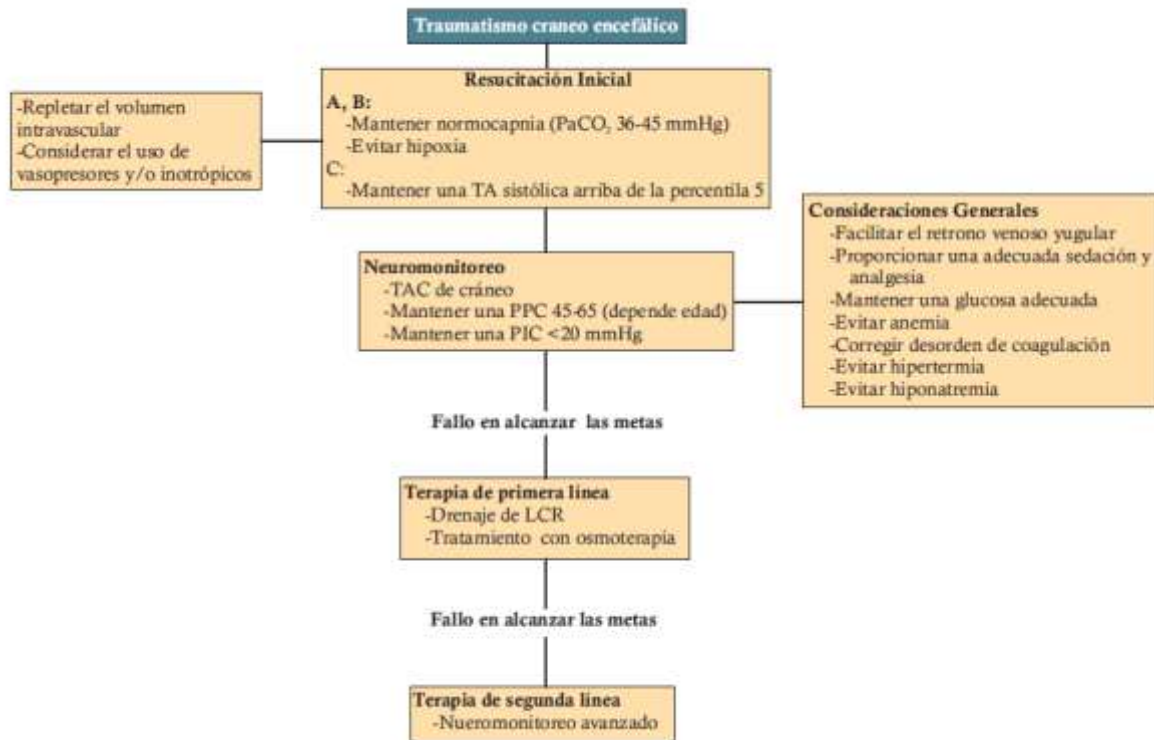 Traumatismo craneo encefálico
Resucitación Inicial
A, B:
-Mantener normocapnia (PaCO₂ 36-45 mmHg)
-Evitar hipoxia
C:
-Mantener una TA sistólica arriba de la percentila 5
-Repletar el volumen
intravascular
-Considerar el uso de
vasopresores y/o inotrópicos
Neuromonitoreo
-TAC de cráneo
-Mantener una PPC 45-65 (depende edad)
-Mantener una PIC <20 mmHg
Consideraciones Generales
-Facilitar el retrono venoso yugular
-Proporcionar una adecuada sedación y
analgesia
-Mantener una glucosa adecuada
-Evitar anemia
-Corregir desorden de coagulación
-Evitar hipertermia
-Evitar hiponatremia
Fallo en alcanzar las metas
Terapia de primera línea
-Drenaje de LCR
-Tratamiento con osmoterapia
Fallo en alcanzar las metas
Terapia de segunda línea
-Nueromonitoreo avanzado